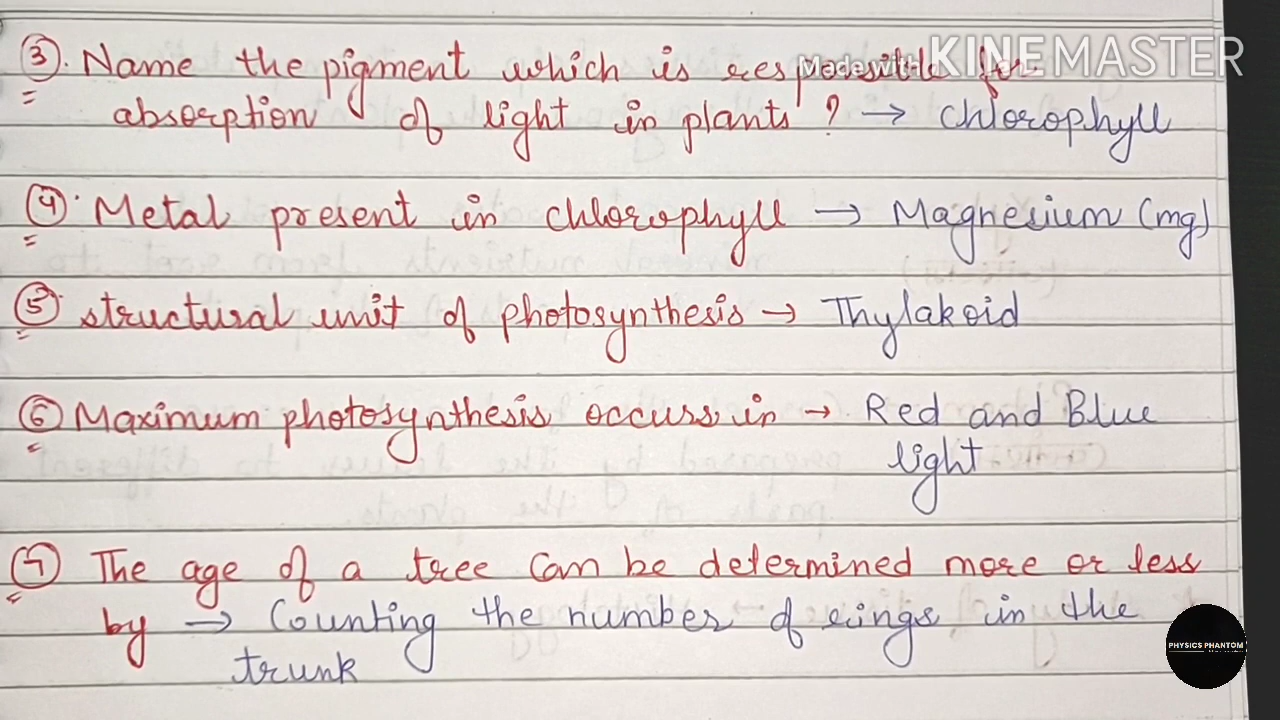 ③. Name the pigment which is responsible for
absorption of light in plants ? → chlorophyll
④. Metal present in chlorophyll → Magnesium (mg)
⑤. structural unit of photosynthesis → Thylakoid
⑥ Maximum photosynthesis occurs in → Red and Blue
light
⑦ The age of a tree can be determined more or less
by → Counting the number of rings in the
trunk
Made with KINEMASTER
PHYSICS PHANTOM